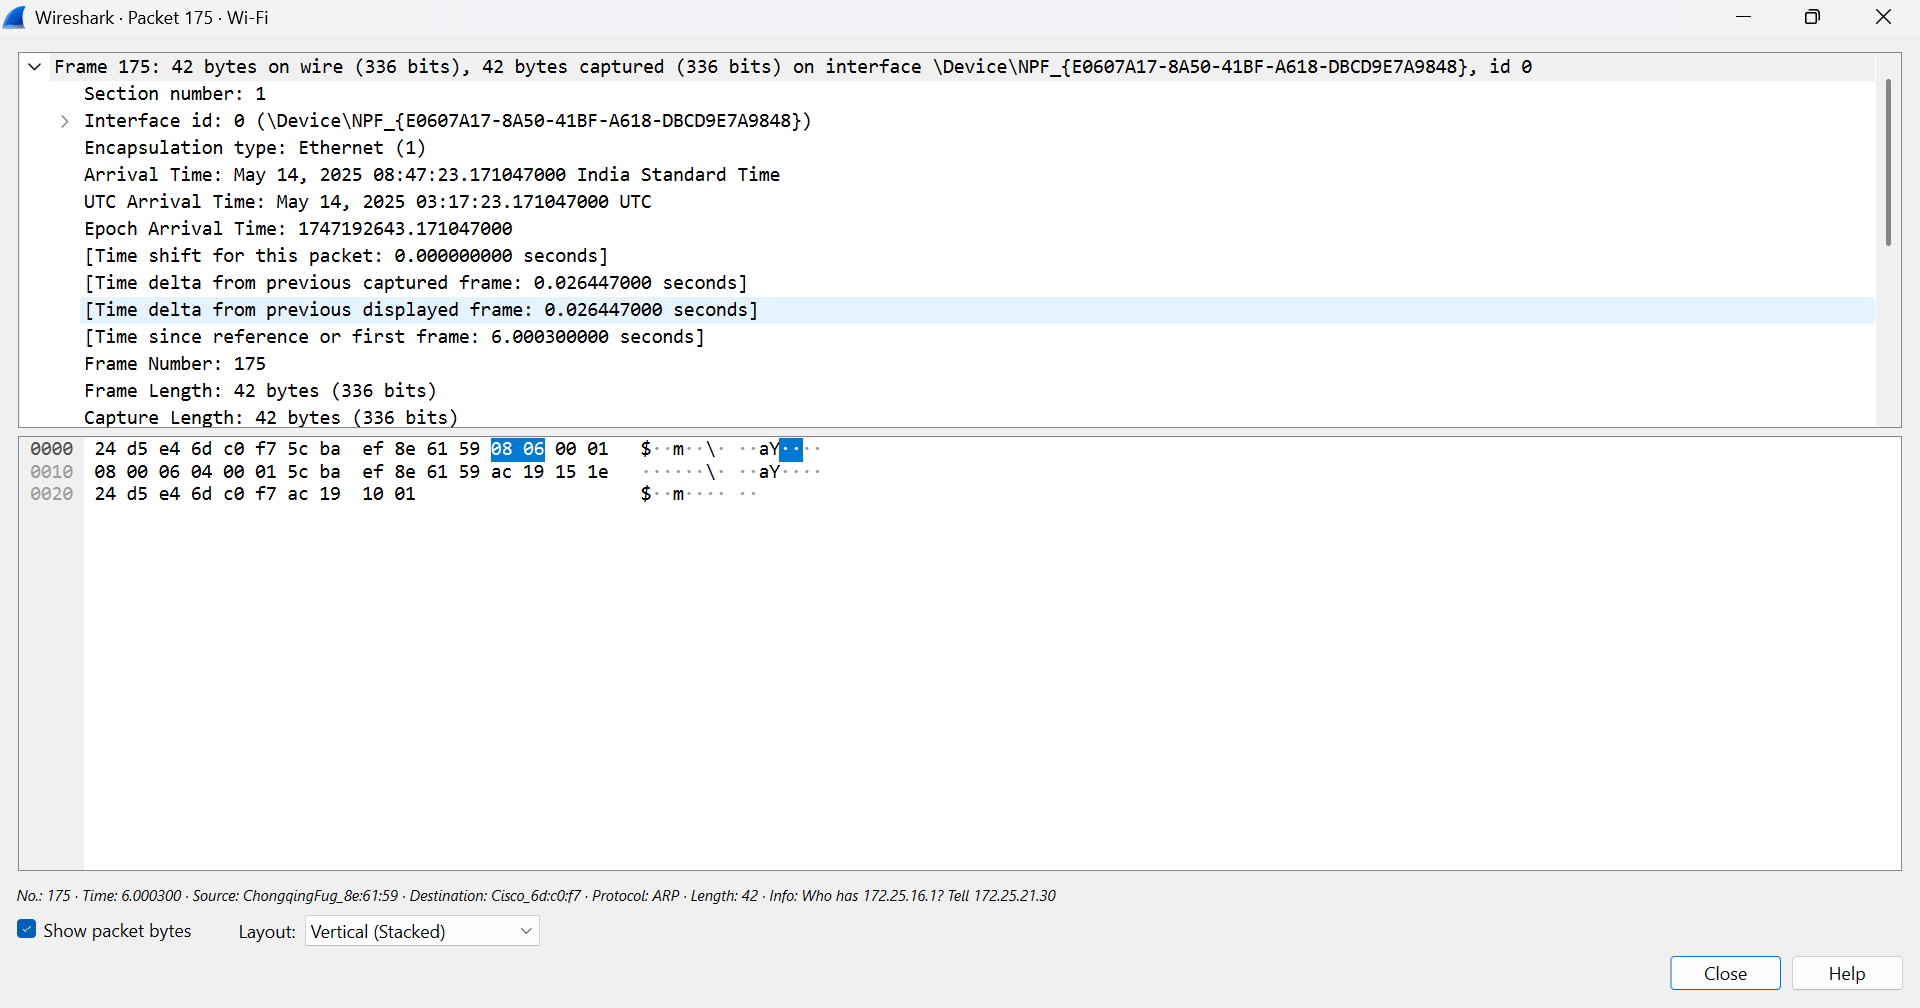 Wireshark · Packet 175 · Wi-Fi
Frame 175: 42 bytes on wire (336 bits), 42 bytes captured (336 bits) on interface \Device\NPF_{E0607A17-8A50-41BF-A618-DBCD9E7A9848}, id 0
Section number: 1
Interface id: 0 (\Device\NPF_{E0607A17-8A50-41BF-A618-DBCD9E7A9848})
Encapsulation type: Ethernet (1)
Arrival Time: May 14, 2025 08:47:23.171047000 India Standard Time
UTC Arrival Time: May 14, 2025 03:17:23.171047000 UTC
Epoch Arrival Time: 1747192643.171047000
[Time shift for this packet: 0.000000000 seconds]
[Time delta from previous captured frame: 0.026447000 seconds]
[Time delta from previous displayed frame: 0.026447000 seconds]
[Time since reference or first frame: 6.000300000 seconds]
Frame Number: 175
Frame Length: 42 bytes (336 bits)
Capture Length: 42 bytes (336 bits)
0000 24 d5 e4 6d c0 f7 5c ba ef 8e 61 59 08 06 00 01 $··m··\· ··aY····
0010 08 00 06 04 00 01 5c ba ef 8e 61 59 ac 19 15 1e ······\· ··aY····
0020 24 d5 e4 6d c0 f7 ac 19 10 01 $··m···· ··
No.: 175 · Time: 6.000300 · Source: ChongqingFug_8e:61:59 · Destination: Cisco_6d:c0:f7 · Protocol: ARP · Length: 42 · Info: Who has 172.25.16.1? Tell 172.25.21.30
Show packet bytes Layout: Vertical (Stacked)
Close Help